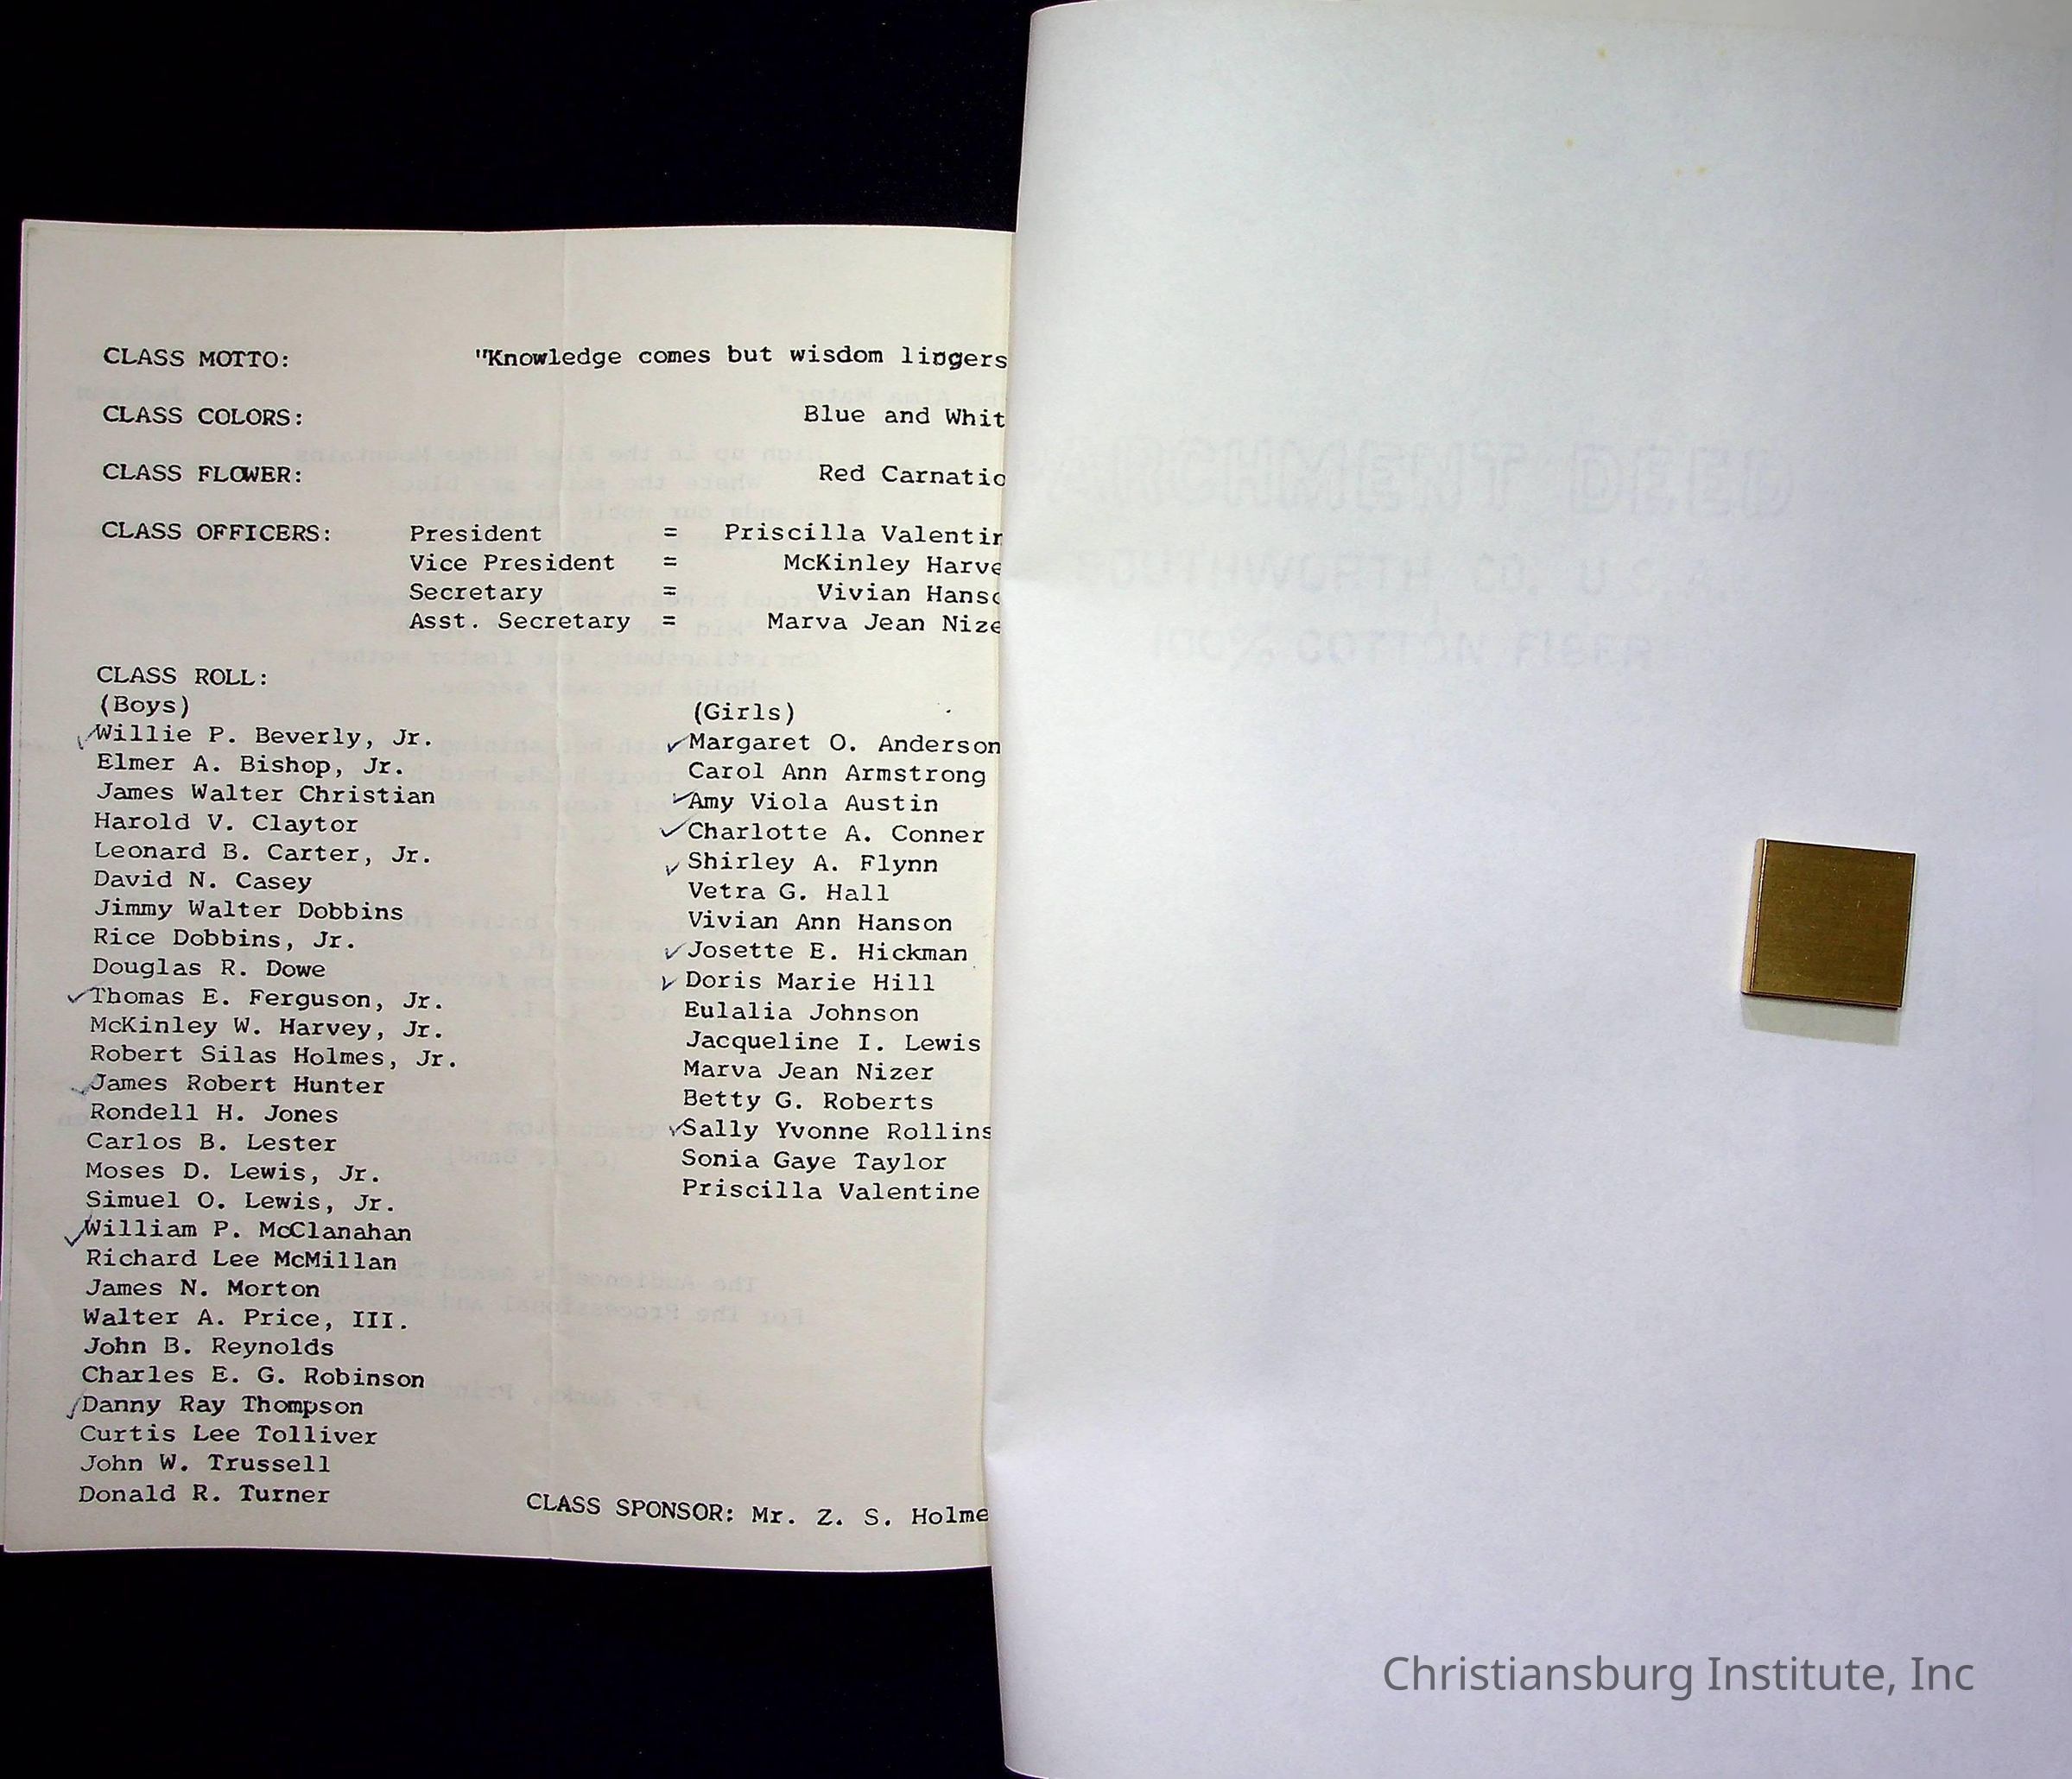 CLASS MOTTO: "Knowledge comes but wisdom lingers
CLASS COLORS: Blue and Whit
CLASS FLOWER: Red Carnatio
CLASS OFFICERS: President = Priscilla Valentin
Vice President = McKinley Harve
Secretary = Vivian Hanso
Asst. Secretary = Marva Jean Nize
CLASS ROLL:
(Boys)
Willie P. Beverly, Jr.
Elmer A. Bishop, Jr.
James Walter Christian
Harold V. Claytor
Leonard B. Carter, Jr.
David N. Casey
Jimmy Walter Dobbins
Rice Dobbins, Jr.
Douglas R. Dowe
Thomas E. Ferguson, Jr.
McKinley W. Harvey, Jr.
Robert Silas Holmes, Jr.
James Robert Hunter
Rondell H. Jones
Carlos B. Lester
Moses D. Lewis, Jr.
Simuel O. Lewis, Jr.
William P. McClanahan
Richard Lee McMillan
James N. Morton
Walter A. Price, III.
John B. Reynolds
Charles E. G. Robinson
Danny Ray Thompson
Curtis Lee Tolliver
John W. Trussell
Donald R. Turner
(Girls)
Margaret O. Anderson
Carol Ann Armstrong
Amy Viola Austin
Charlotte A. Conner
Shirley A. Flynn
Vetra G. Hall
Vivian Ann Hanson
Josette E. Hickman
Doris Marie Hill
Eulalia Johnson
Jacqueline I. Lewis
Marva Jean Nizer
Betty G. Roberts
Sally Yvonne Rollins
Sonia Gaye Taylor
Priscilla Valentine
CLASS SPONSOR: Mr. Z. S. Holme
PARCHMENT DEED
100% COTTON FIBER
Christiansburg Institute, Inc